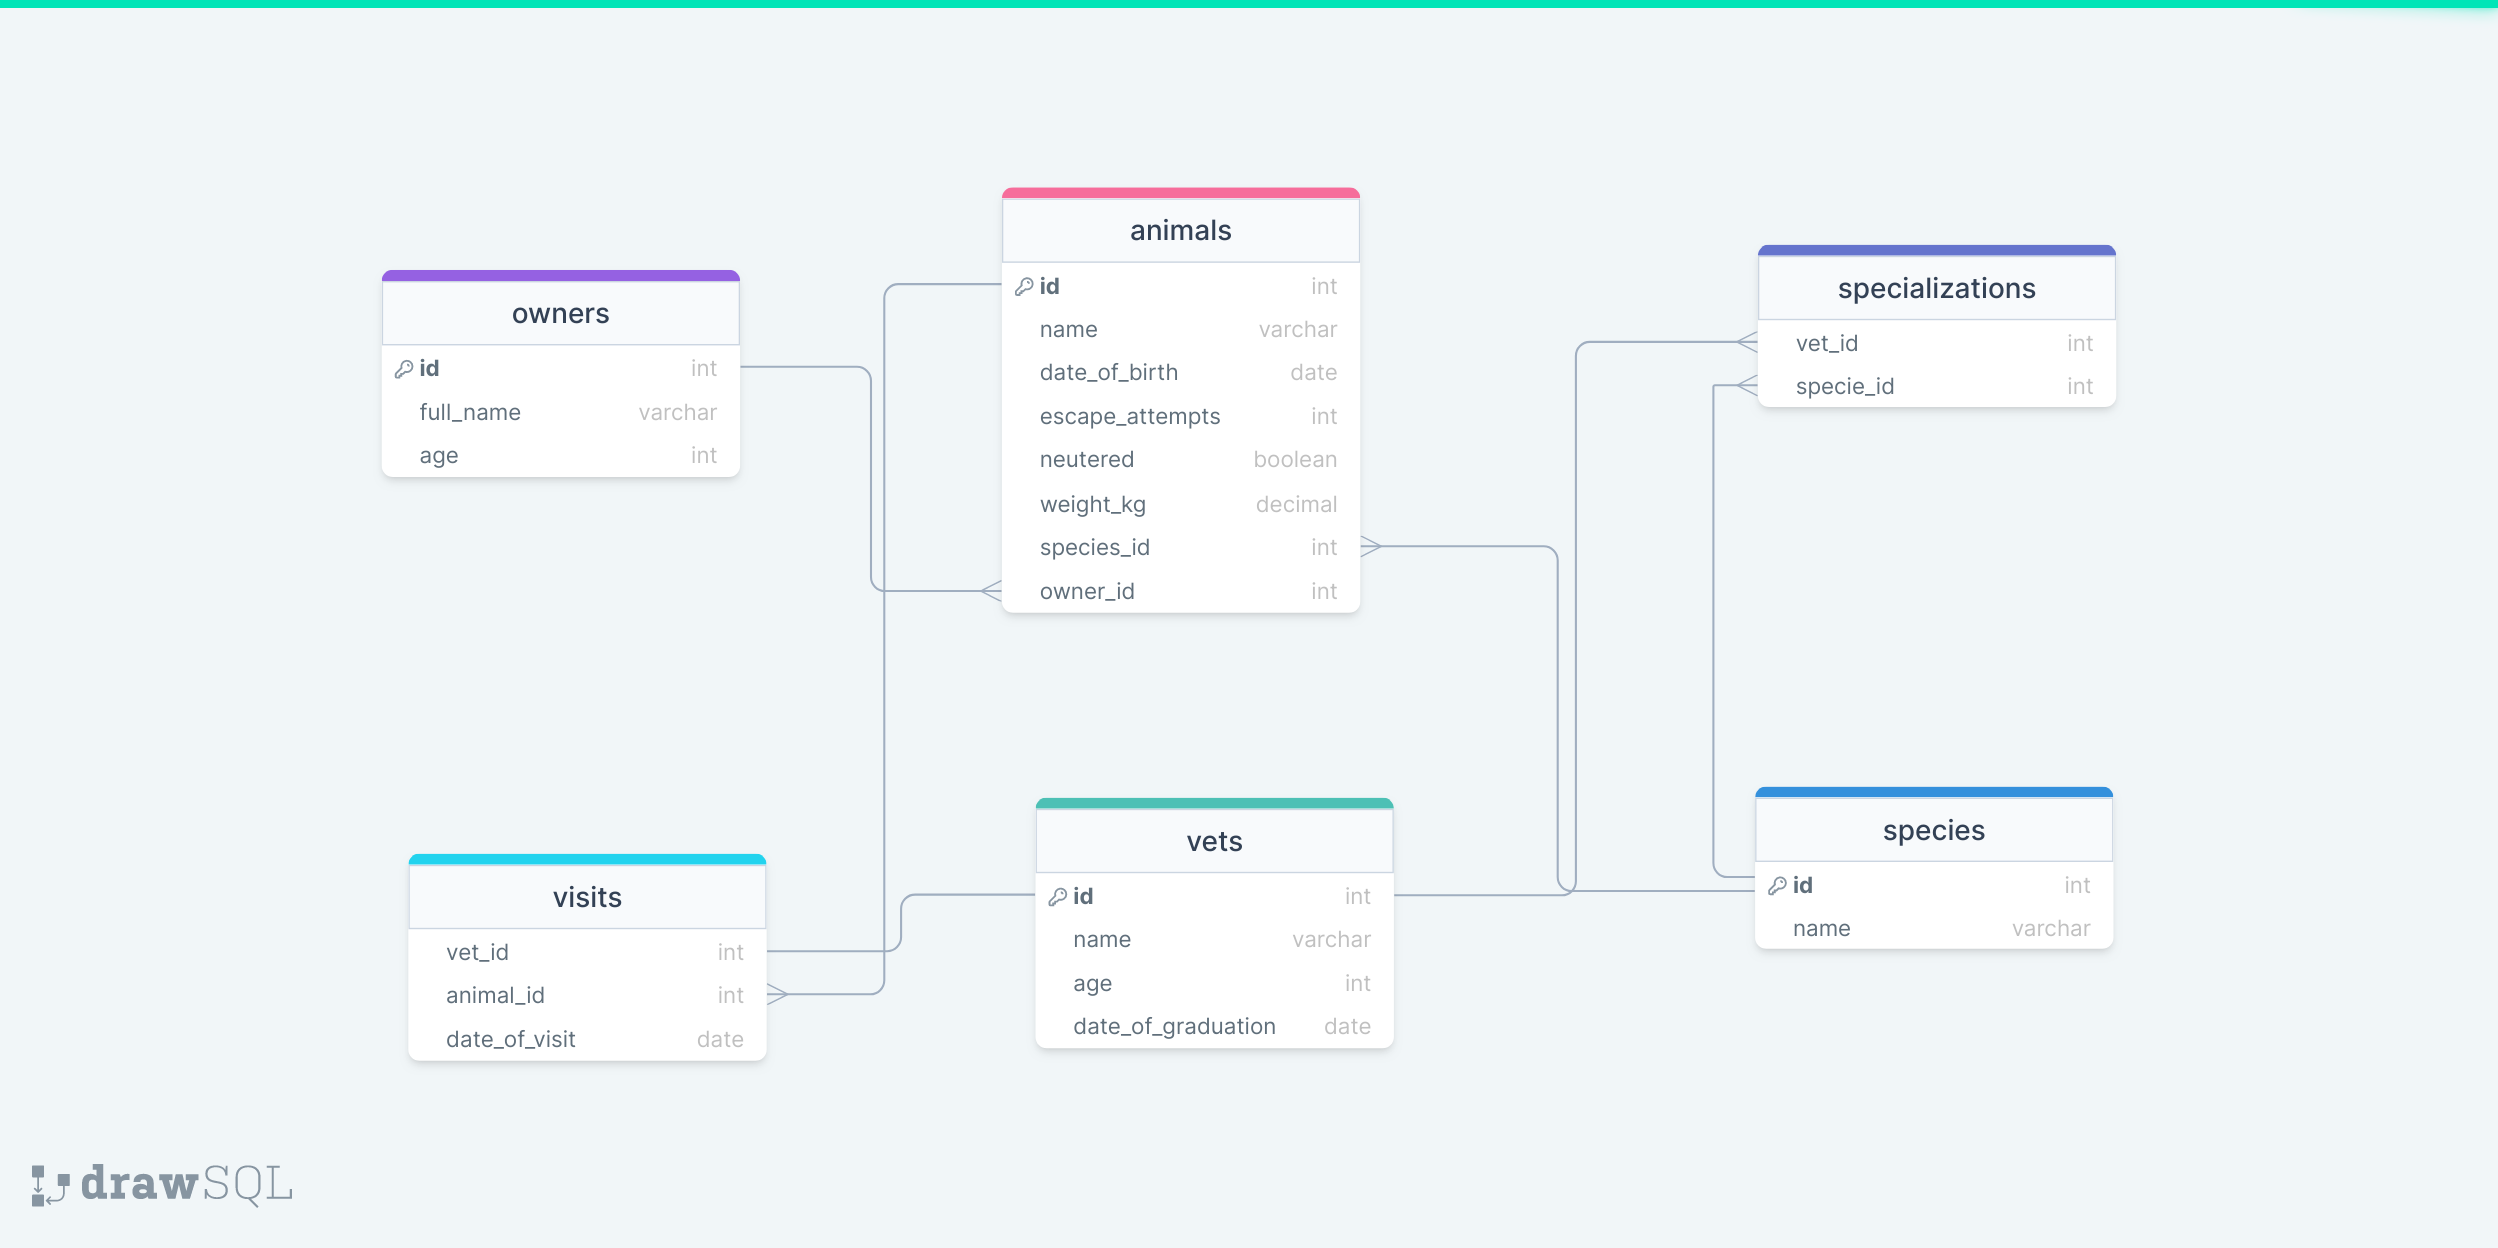 owners
id int
full_name varchar
age int
animals
id int
name varchar
date_of_birth date
escape_attempts int
neutered boolean
weight_kg decimal
species_id int
owner_id int
specializations
vet_id int
specie_id int
visits
vet_id int
animal_id int
date_of_visit date
vets
id int
name varchar
age int
date_of_graduation date
species
id int
name varchar
drawSQL